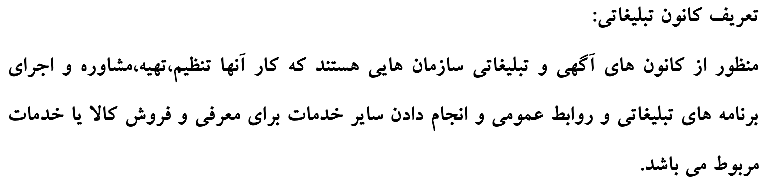 تعریف کانون تبلیغاتی:
منظور از کانون های آگهی و تبلیغاتی سازمان هایی هستند که کار آنها تنظیم،تهیه،مشاوره و اجرای
برنامه های تبلیغاتی و روابط عمومی و انجام دادن سایر خدمات برای معرفی و فروش کالا یا خدمات
مربوط می باشد.